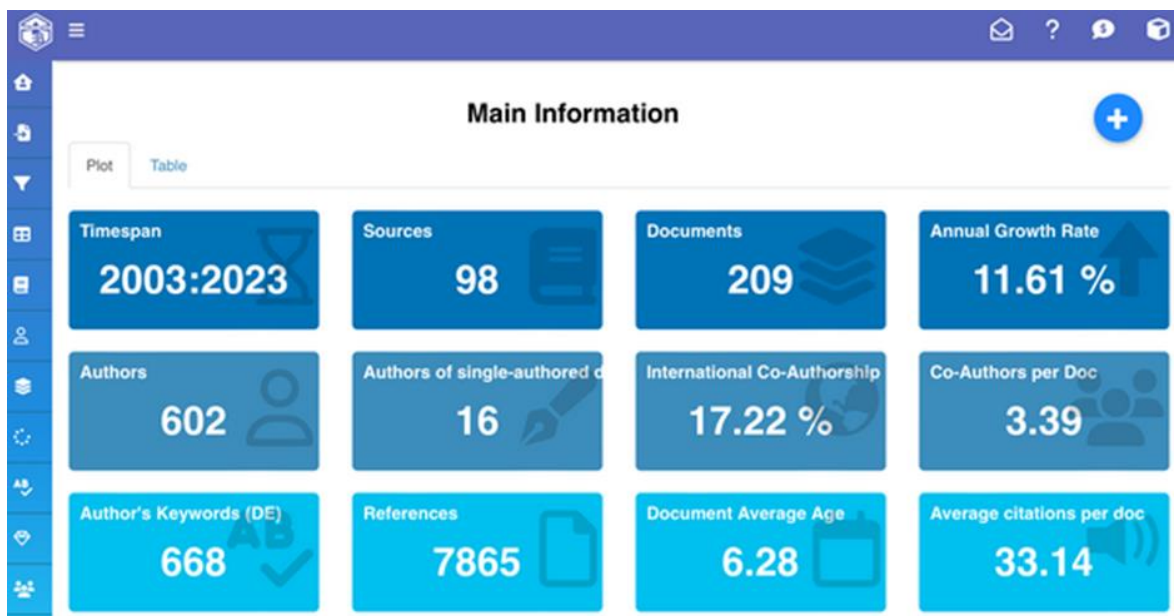 Main Information
Plot Table
Timespan Sources Documents Annual Growth Rate
2003:2023 98 209 11.61 %
Authors Authors of single-authored d International Co-Authorship Co-Authors per Doc
602 16 17.22 % 3.39
Author's Keywords (DE) References Document Average Age Average citations per doc
668 7865 6.28 33.14